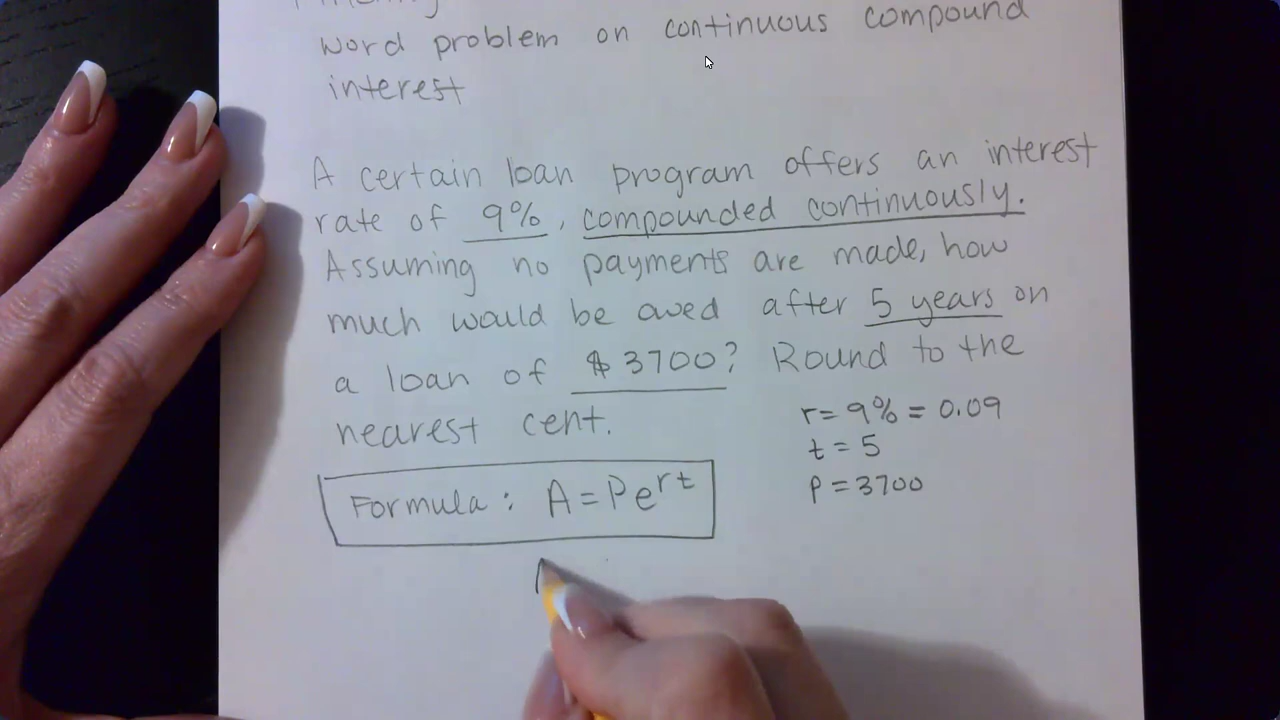 word problem on continuous compound
interest
A certain loan program offers an interest
rate of 9%, compounded continuously.
Assuming no payments are made, how
much would be owed after 5 years on
a loan of $3700? Round to the
nearest cent.
r = 9% = 0.09
t = 5
P = 3700
Formula: A = Pe^{rt}